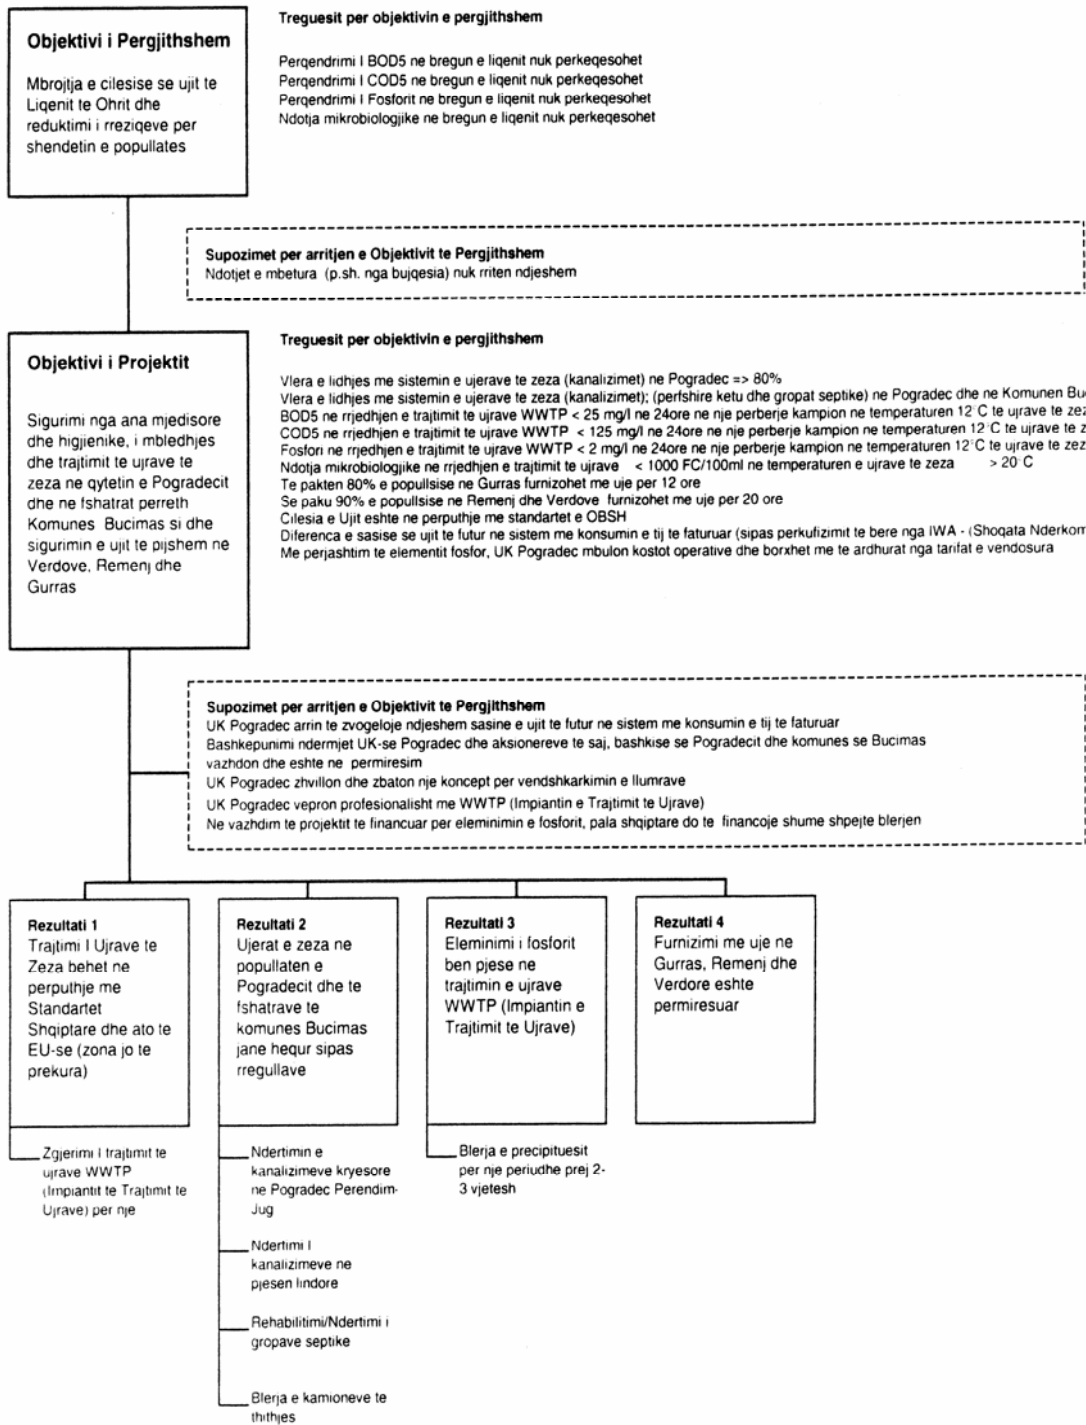 Objektivi i Pergjithshem
Mbrojtja e cilesise se ujit te
Liqenit te Ohrit dhe
reduktimi i rreziqeve per
shendetin e popullates
Treguesit per objektivin e pergjithshem
Perqendrimi I BOD5 ne bregun e liqenit nuk perkeqesohet
Perqendrimi I COD5 ne bregun e liqenit nuk perkeqesohet
Perqendrimi I Fosforit ne bregun e liqenit nuk perkeqesohet
Ndotja mikrobiologjike ne bregun e liqenit nuk perkeqesohet
Supozimet per arritjen e Objektivit te Pergjithshem
Ndotjet e mbetura (p.sh. nga bujqesia) nuk rriten ndjeshem
Objektivi i Projektit
Sigurimi nga ana mjedisore
dhe higjienike, i mbledhjes
dhe trajtimit te ujrave te
zeza ne qytetin e Pogradecit
dhe ne fshatrat perreth
Komunes Bucimas si dhe
sigurimin e ujit te pijshem ne
Verdove, Remenj dhe
Gurras
Treguesit per objektivin e pergjithshem
Vlera e lidhjes me sistemin e ujerave te zeza (kanalizimet) ne Pogradec => 80%
Vlera e lidhjes me sistemin e ujerave te zeza (kanalizimet); (perfshire ketu dhe gropat septike) ne Pogradec dhe ne Komunen Bu
BOD5 ne rrjedhjen e trajtimit te ujrave WWTP < 25 mg/l ne 24ore ne nje perberje kampion ne temperaturen 12°C te ujrave te zez
COD5 ne rrjedhjen e trajtimit te ujrave WWTP < 125 mg/l ne 24ore ne nje perberje kampion ne temperaturen 12°C te ujrave te z
Fosfori ne rrjedhjen e trajtimit te ujrave WWTP < 2 mg/l ne 24ore ne nje perberje kampion ne temperaturen 12°C te ujrave te zez
Ndotja mikrobiologjike ne rrjedhjen e trajtimit te ujrave < 1000 FC/100ml ne temperaturen e ujrave te zeza > 20°C
Te pakten 80% e popullsise ne Gurras furnizohet me uje per 12 ore
Se paku 90% e popullsise ne Remenj dhe Verdove furnizohet me uje per 20 ore
Cilesia e Ujit eshte ne perputhje me standartet e OBSH
Diferenca e sasise se ujit te futur ne sistem me konsumin e tij te faturuar (sipas perkufizimit te bere nga IWA - (Shoqata Nderkom
Me perjashtim te elementit fosfor, UK Pogradec mbulon kostot operative dhe borxhet me te ardhurat nga tarifat e vendosura
Supozimet per arritjen e Objektivit te Pergjithshem
UK Pogradec arrin te zvogeloje ndjeshem sasine e ujit te futur ne sistem me konsumin e tij te faturuar
Bashkepunimi ndermjet UK-se Pogradec dhe aksionereve te saj, bashkise se Pogradecit dhe komunes se Bucimas
vazhdon dhe eshte ne permiresim
UK Pogradec zhvillon dhe zbaton nje koncept per vendshkarkimin e llumrave
UK Pogradec vepron profesionalisht me WWTP (Impiantin e Trajtimit te Ujrave)
Ne vazhdim te projektit te financuar per eleminimin e fosforit, pala shqiptare do te financoje shume shpejte blerjen
Rezultati 1
Trajtimi I Ujrave te
Zeza behet ne
perputhje me
Standartet
Shqiptare dhe ato te
EU-se (zona jo te
prekura)
Zgjerimi I trajtimit te
ujrave WWTP
(Impiantit te Trajtimit te
Ujrave) per nje
Rezultati 2
Ujerat e zeza ne
popullaten e
Pogradecit dhe te
fshatrave te
komunes Bucimas
jane hequr sipas
rregullave
Ndertimin e
kanalizimeve kryesore
ne Pogradec Perendim-
Jug
Ndertimi I
kanalizimeve ne
pjesen lindore
Rehabilitimi/Ndertimi i
gropave septike
Blerja e kamioneve te
thithjes
Rezultati 3
Eleminimi i fosforit
ben pjese ne
trajtimin e ujrave
WWTP (Impiantin e
Trajtimit te Ujrave)
Blerja e precipituesit
per nje periudhe prej 2-
3 vjetesh
Rezultati 4
Furnizimi me uje ne
Gurras, Remenj dhe
Verdore eshte
permiresuar